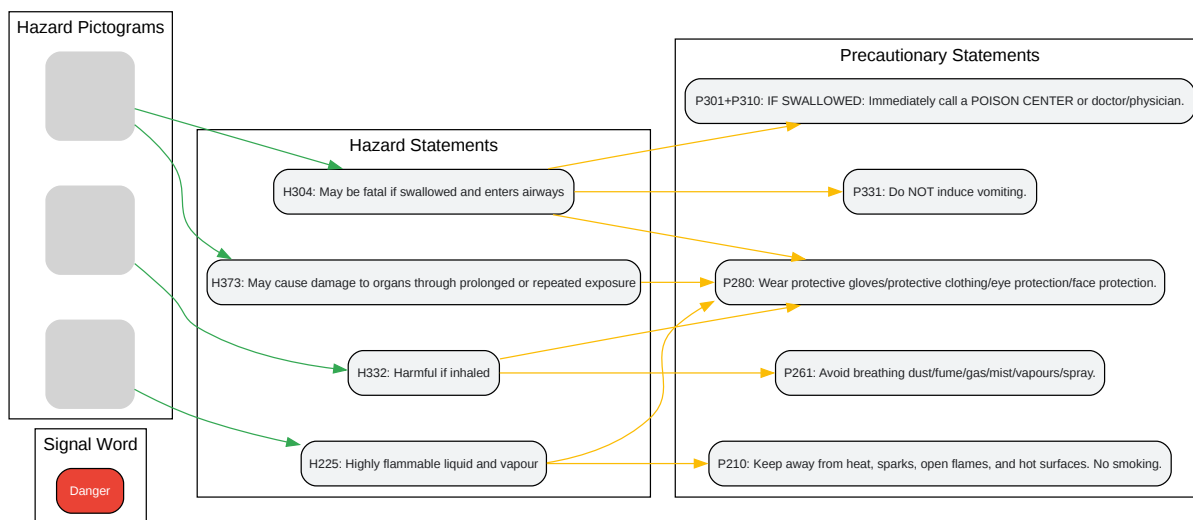 Hazard Pictograms
Signal Word
Danger
Hazard Statements
H304: May be fatal if swallowed and enters airways
H373: May cause damage to organs through prolonged or repeated exposure
H332: Harmful if inhaled
H225: Highly flammable liquid and vapour
Precautionary Statements
P301+P310: IF SWALLOWED: Immediately call a POISON CENTER or doctor/physician.
P331: Do NOT induce vomiting.
P280: Wear protective gloves/protective clothing/eye protection/face protection.
P261: Avoid breathing dust/fume/gas/mist/vapours/spray.
P210: Keep away from heat, sparks, open flames, and hot surfaces. No smoking.